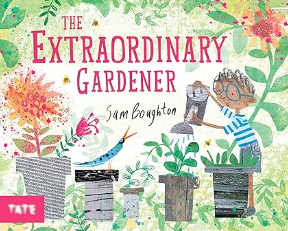 THE
EXTRAORDINARY
GARDENER
Sam Boughton
TATE